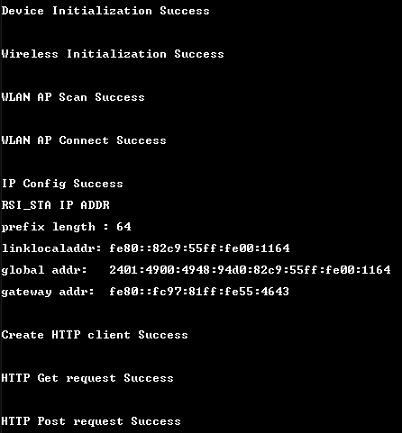 Device Initialization Success
Wireless Initialization Success
WLAN AP Scan Success
WLAN AP Connect Success
IP Config Success
RSI_STA IP ADDR
prefix length : 64
linklocaladdr: fe80::82c9:55ff:fe00:1164
global addr:   2401:4900:4948:94d0:82c9:55ff:fe00:1164
gateway addr:  fe80::fc97:81ff:fe55:4643
Create HTTP client Success
HTTP Get request Success
HTTP Post request Success